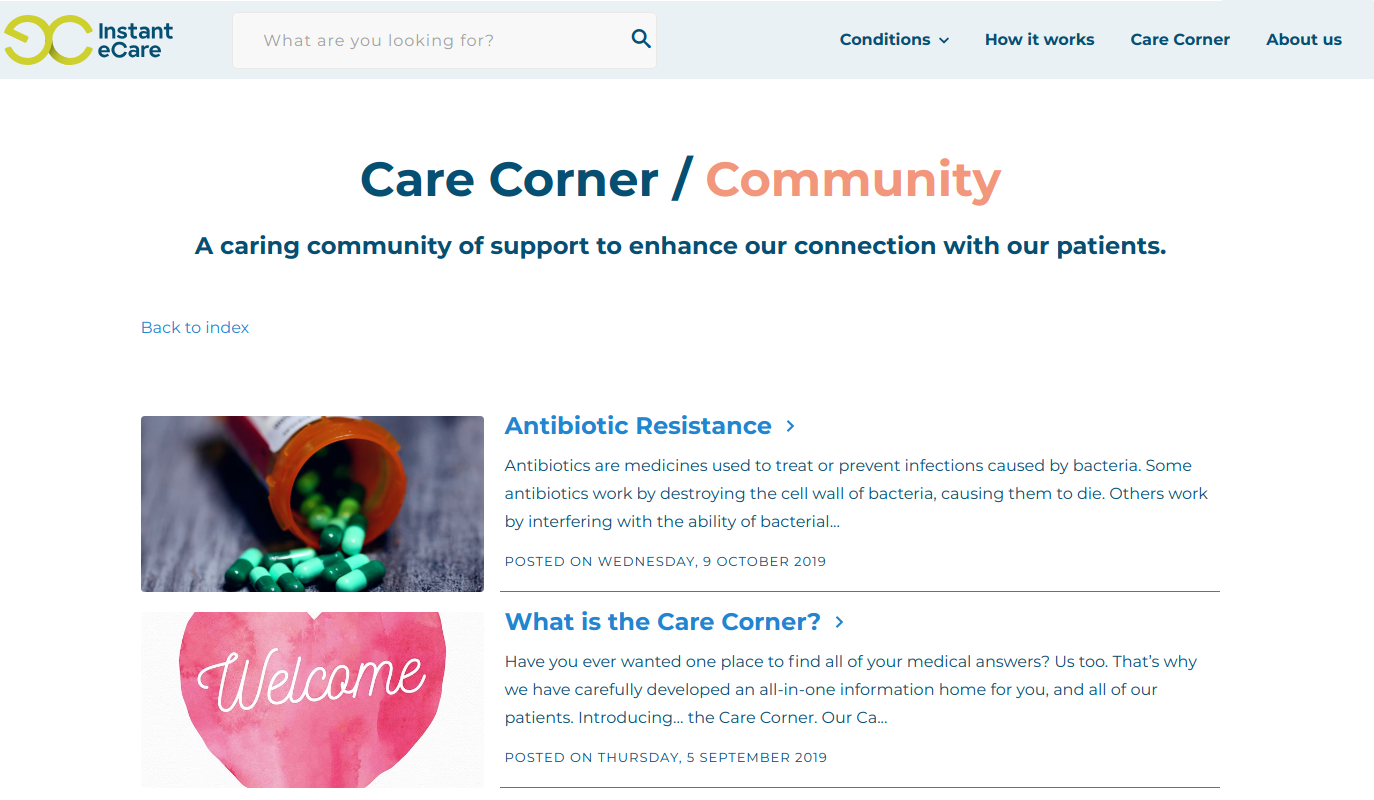 Instant
eCare
What are you looking for?
Conditions
How it works
Care Corner
About us
Care Corner / Community
A caring community of support to enhance our connection with our patients.
Back to index
Antibiotic Resistance
Antibiotics are medicines used to treat or prevent infections caused by bacteria. Some
antibiotics work by destroying the cell wall of bacteria, causing them to die. Others work
by interfering with the ability of bacterial...
POSTED ON WEDNESDAY, 9 OCTOBER 2019
Welcome
What is the Care Corner?
Have you ever wanted one place to find all of your medical answers? Us too. That’s why
we have carefully developed an all-in-one information home for you, and all of our
patients. Introducing... the Care Corner. Our Ca...
POSTED ON THURSDAY, 5 SEPTEMBER 2019